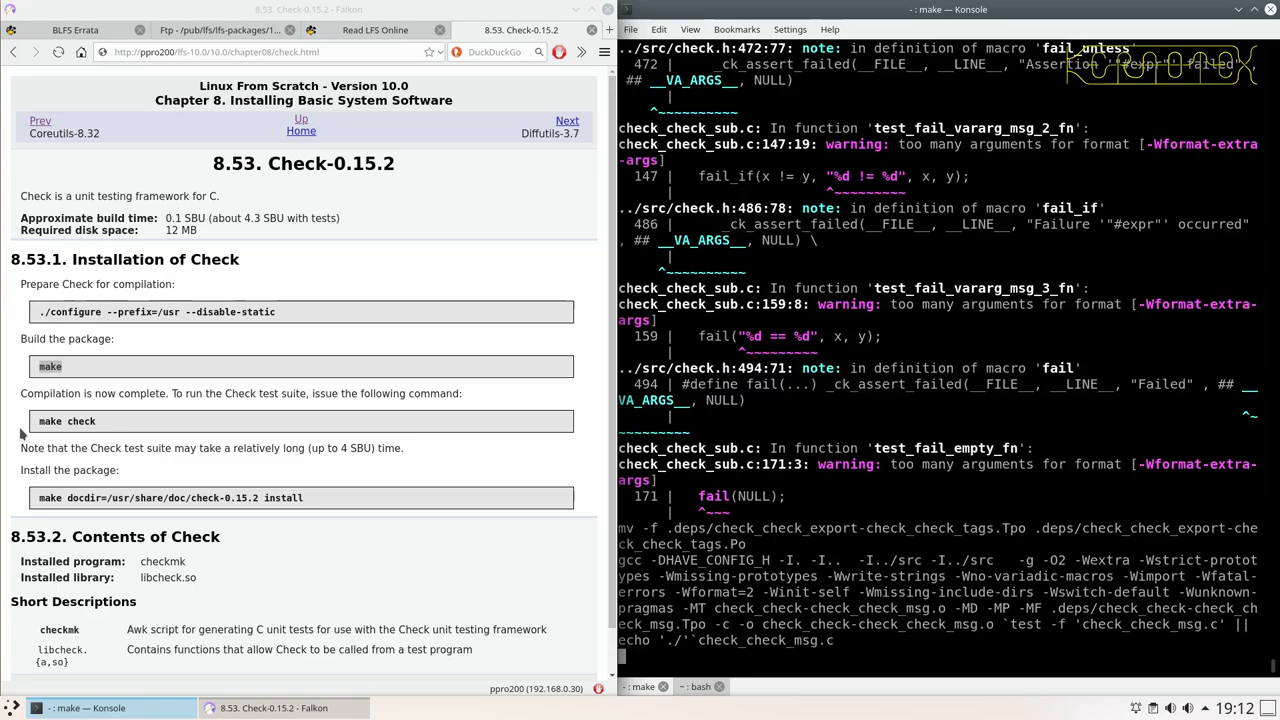 8.53. Check-0.15.2 - Falkon
- : make — Konsole
BLFS Errata
Ftp - /pub/lfs/lfs-packages/1...
Read LFS Online
8.53. Check-0.15.2
http://ppro200/lfs-10.0/10.0/chapter08/check.html
DuckDuckGo
File Edit View Bookmarks Settings Help
Linux From Scratch - Version 10.0
Chapter 8. Installing Basic System Software
Prev Up Next
Coreutils-8.32 Home Diffutils-3.7
8.53. Check-0.15.2
Check is a unit testing framework for C.
Approximate build time: 0.1 SBU (about 4.3 SBU with tests)
Required disk space: 12 MB
8.53.1. Installation of Check
Prepare Check for compilation:
./configure --prefix=/usr --disable-static
Build the package:
make
Compilation is now complete. To run the Check test suite, issue the following command:
make check
Note that the Check test suite may take a relatively long (up to 4 SBU) time.
Install the package:
make docdir=/usr/share/doc/check-0.15.2 install
8.53.2. Contents of Check
Installed program: checkmk
Installed library: libcheck.so
Short Descriptions
checkmk Awk script for generating C unit tests for use with the Check unit testing framework
libcheck. Contains functions that allow Check to be called from a test program
{a,so}
ppro200 (192.168.0.30)
../src/check.h:472:77: note: in definition of macro 'fail_unless'
472 | _ck_assert_failed(__FILE__, __LINE__, "Assertion '"#expr"' failed" ,
## __VA_ARGS__, NULL)
|
^~~~~~~~~~~
check_check_sub.c: In function 'test_fail_vararg_msg_2_fn':
check_check_sub.c:147:19: warning: too many arguments for format [-Wformat-extra
-args]
147 | fail_if(x != y, "%d != %d", x, y);
| ^~~~~~~~~~
../src/check.h:486:78: note: in definition of macro 'fail_if'
486 | _ck_assert_failed(__FILE__, __LINE__, "Failure '"#expr"' occurred"
, ## __VA_ARGS__, NULL) \
|
^~~~~~~~~~~
check_check_sub.c: In function 'test_fail_vararg_msg_3_fn':
check_check_sub.c:159:8: warning: too many arguments for format [-Wformat-extra-
args]
159 | fail("%d == %d", x, y);
| ^~~~~~~~~~
../src/check.h:494:71: note: in definition of macro 'fail'
494 | #define fail(...) _ck_assert_failed(__FILE__, __LINE__, "Failed" , ## __
VA_ARGS__, NULL)
| ^~
~~~~~~~~~
check_check_sub.c: In function 'test_fail_empty_fn':
check_check_sub.c:171:3: warning: too many arguments for format [-Wformat-extra-
args]
171 | fail(NULL);
| ^~~~
mv -f .deps/check_check_export-check_check_tags.Tpo .deps/check_check_export-che
ck_check_tags.Po
gcc -DHAVE_CONFIG_H -I. -I.. -I../src -I../src -g -O2 -Wextra -Wstrict-protot
ypes -Wmissing-prototypes -Wwrite-strings -Wno-variadic-macros -Wimport -Wfatal-
errors -Wformat=2 -Winit-self -Wmissing-include-dirs -Wswitch-default -Wunknown-
pragmas -MT check_check-check_check_msg.o -MD -MP -MF .deps/check_check-check_ch
eck_msg.Tpo -c -o check_check-check_check_msg.o `test -f 'check_check_msg.c' ||
echo './'`check_check_msg.c
- : make
~ : bash
- : make — Konsole
8.53. Check-0.15.2 - Falkon
19:12